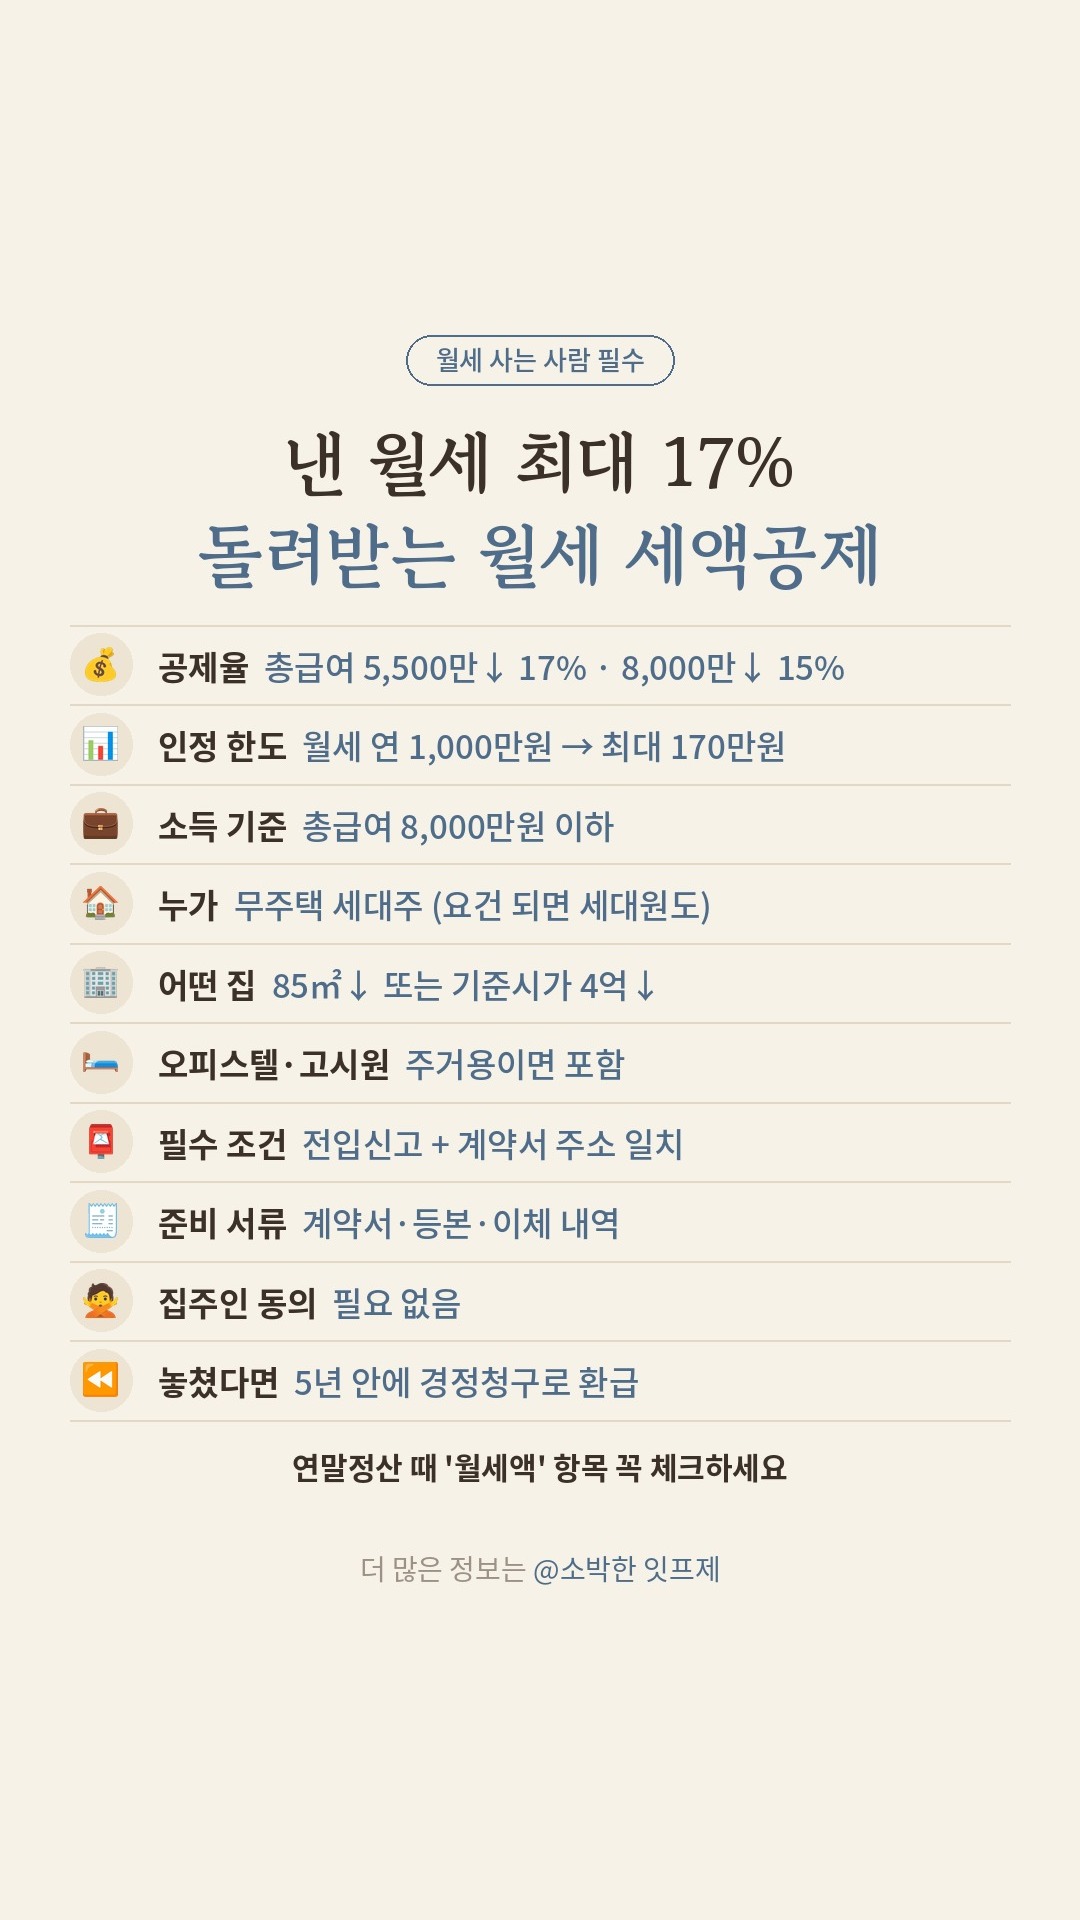 월세 사는 사람 필수
낸 월세 최대 17%
돌려받는 월세 세액공제
공제율 총급여 5,500만↓ 17% · 8,000만↓ 15%
인정 한도 월세 연 1,000만원 → 최대 170만원
소득 기준 총급여 8,000만원 이하
누가 무주택 세대주 (요건 되면 세대원도)
어떤 집 85㎡↓ 또는 기준시가 4억↓
오피스텔·고시원 주거용이면 포함
필수 조건 전입신고 + 계약서 주소 일치
준비 서류 계약서·등본·이체 내역
집주인 동의 필요 없음
놓쳤다면 5년 안에 경정청구로 환급
연말정산 때 '월세액' 항목 꼭 체크하세요
더 많은 정보는 @소박한 잇프제